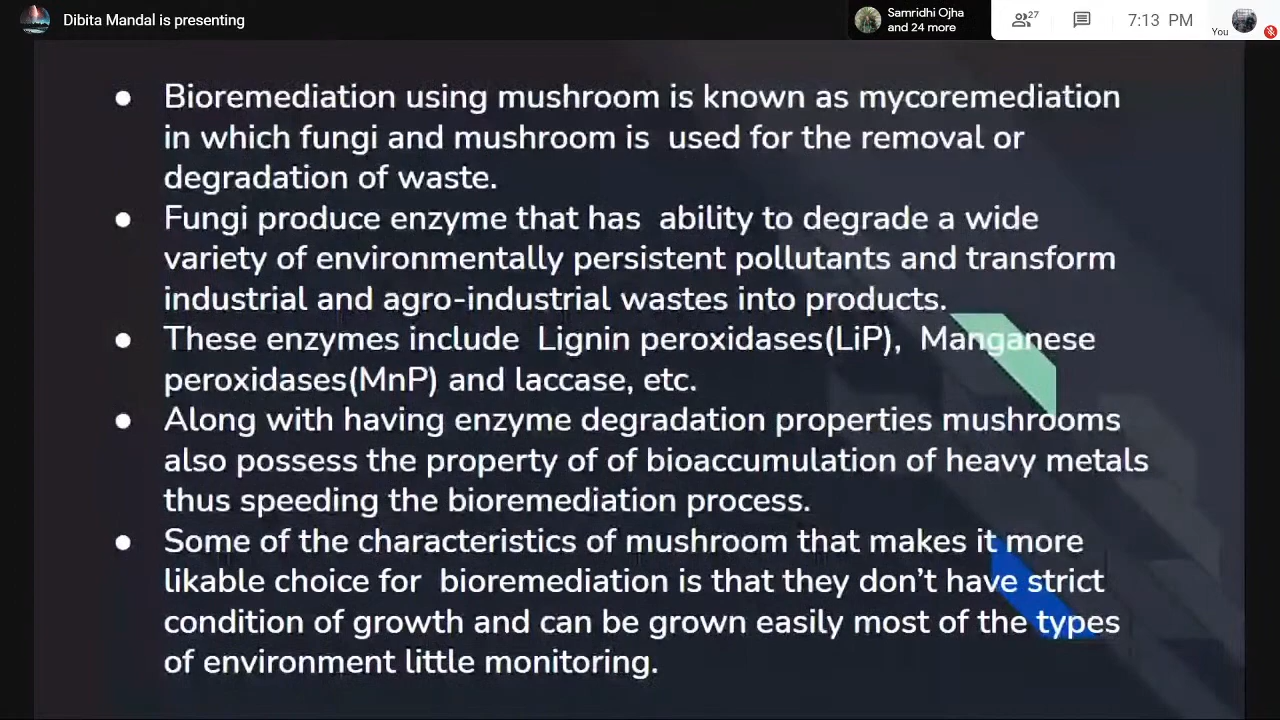 Dibita Mandal is presenting
Samridhi Ojha
and 24 more
27
7:13 PM
You
● Bioremediation using mushroom is known as mycoremediation
in which fungi and mushroom is used for the removal or
degradation of waste.
● Fungi produce enzyme that has ability to degrade a wide
variety of environmentally persistent pollutants and transform
industrial and agro-industrial wastes into products.
● These enzymes include Lignin peroxidases(LiP), Manganese
peroxidases(MnP) and laccase, etc.
● Along with having enzyme degradation properties mushrooms
also possess the property of of bioaccumulation of heavy metals
thus speeding the bioremediation process.
● Some of the characteristics of mushroom that makes it more
likable choice for bioremediation is that they don’t have strict
condition of growth and can be grown easily most of the types
of environment little monitoring.